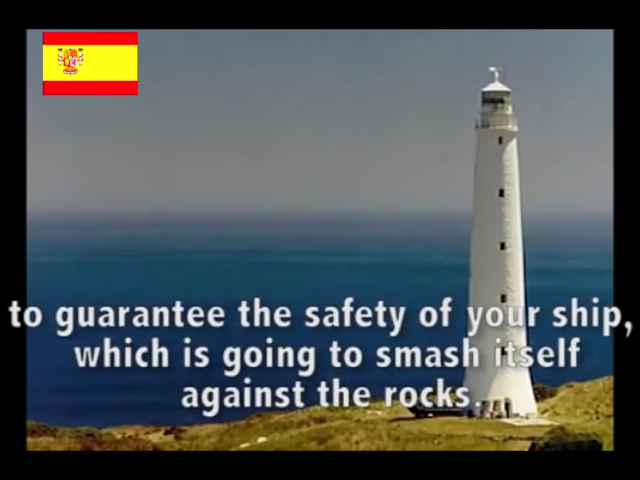 to guarantee the safety of your ship,
which is going to smash itself
against the rocks.